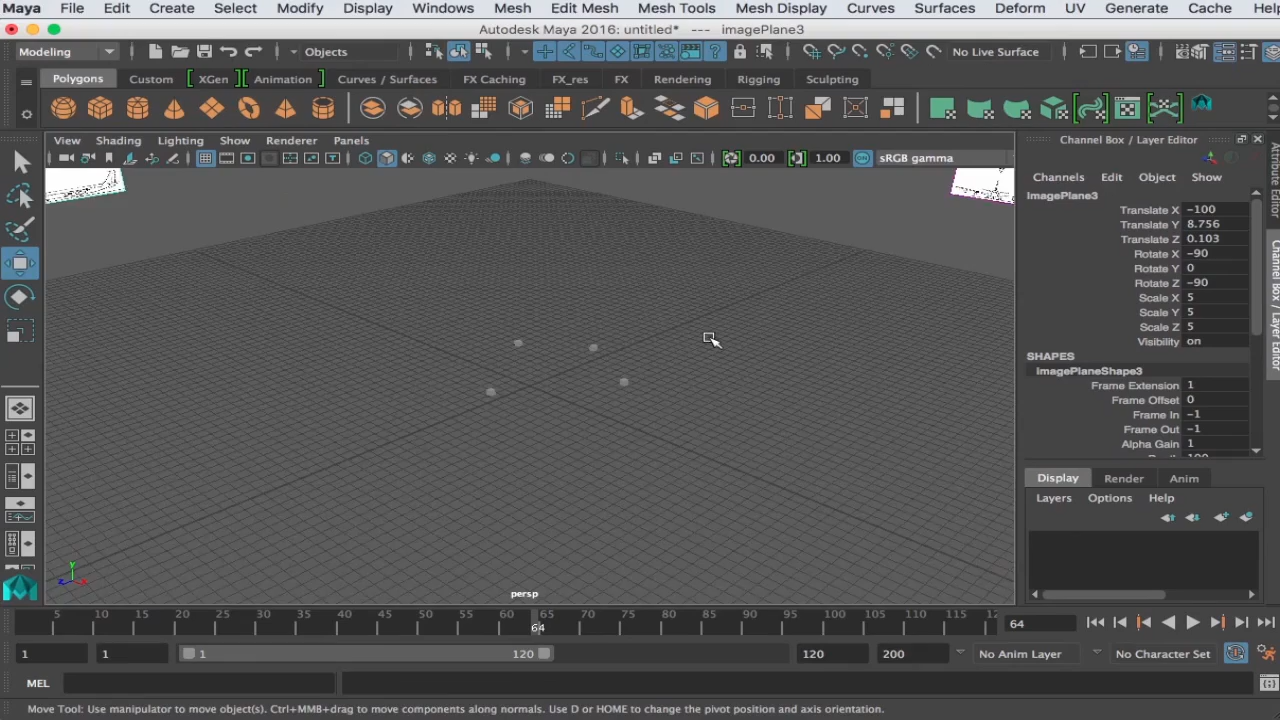 Maya File Edit Create Select Modify Display Windows Mesh Edit Mesh Mesh Tools Mesh Display Curves Surfaces Deform UV Generate Cache Help
Autodesk Maya 2016: untitled* --- imagePlane3
Modeling Objects No Live Surface
Polygons Custom XGen Animation Curves / Surfaces FX Caching FX_res FX Rendering Rigging Sculpting
View Shading Lighting Show Renderer Panels
0.00 1.00 sRGB gamma
Channel Box / Layer Editor
Channels Edit Object Show
imagePlane3
Translate X -100
Translate Y 8.756
Translate Z 0.103
Rotate X -90
Rotate Y 0
Rotate Z -90
Scale X 5
Scale Y 5
Scale Z 5
Visibility on
SHAPES
imagePlaneShape3
Frame Extension 1
Frame Offset 0
Frame In -1
Frame Out -1
Alpha Gain 1
Attribute Editor
Channel Box / Layer Editor
Display Render Anim
Layers Options Help
y
z x
persp
5 10 15 20 25 30 35 40 45 50 55 60 65 70 75 80 85 90 95 100 105 110 115
64
64
1 1 1 120 120 200 No Anim Layer No Character Set
MEL
Move Tool: Use manipulator to move object(s). Ctrl+MMB+drag to move components along normals. Use D or HOME to change the pivot position and axis orientation.